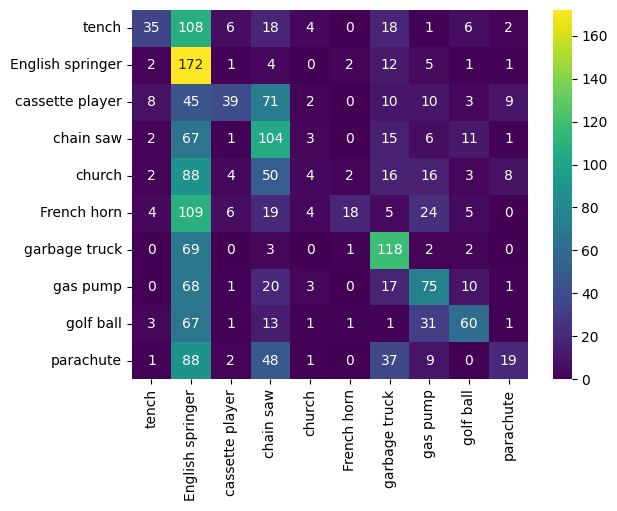 tench 35 108 6 18 4 0 18 1 6 2
English springer 2 172 1 4 0 2 12 5 1 1
cassette player 8 45 39 71 2 0 10 10 3 9
chain saw 2 67 1 104 3 0 15 6 11 1
church 2 88 4 50 4 2 16 16 3 8
French horn 4 109 6 19 4 18 5 24 5 0
garbage truck 0 69 0 3 0 1 118 2 2 0
gas pump 0 68 1 20 3 0 17 75 10 1
golf ball 3 67 1 13 1 1 1 31 60 1
parachute 1 88 2 48 1 0 37 9 0 19
tench
English springer
cassette player
chain saw
church
French horn
garbage truck
gas pump
golf ball
parachute
160
140
120
100
80
60
40
20
0